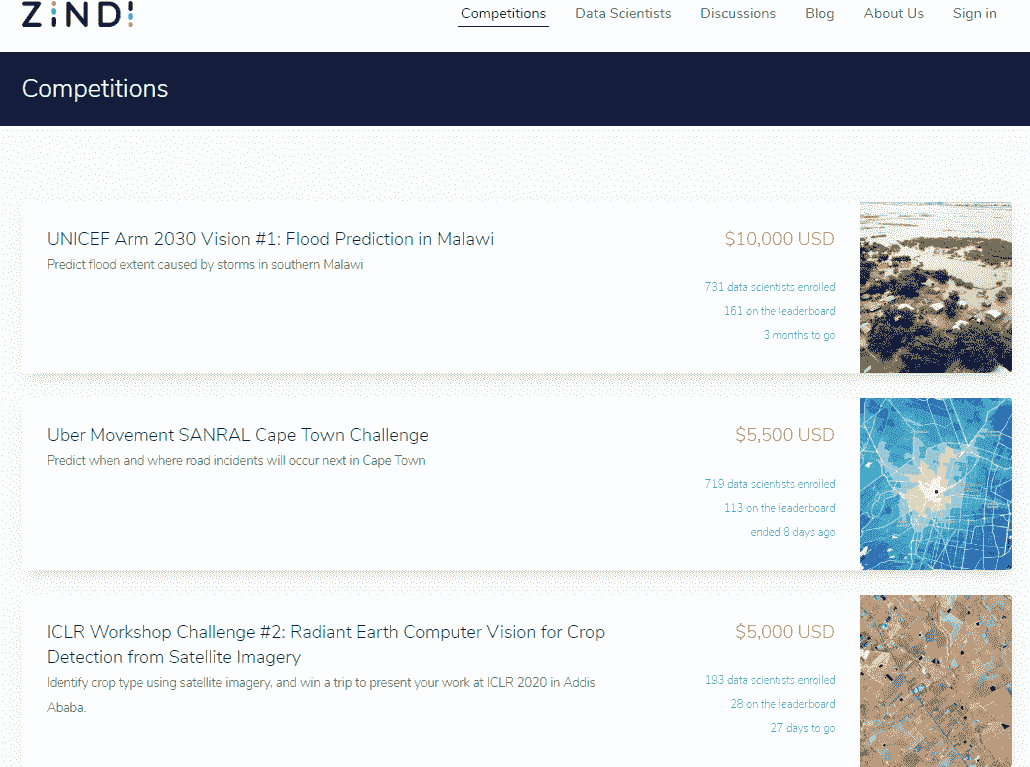 ZiNDi
Competitions Data Scientists Discussions Blog About Us Sign in
Competitions
UNICEF Arm 2030 Vision #1: Flood Prediction in Malawi
$10,000 USD
Predict flood extent caused by storms in southern Malawi
731 data scientists enrolled
161 on the leaderboard
3 months to go
Uber Movement SANRAL Cape Town Challenge
$5,500 USD
Predict when and where road incidents will occur next in Cape Town
719 data scientists enrolled
113 on the leaderboard
ended 8 days ago
ICLR Workshop Challenge #2: Radiant Earth Computer Vision for Crop
Detection from Satellite Imagery
$5,000 USD
Identify crop type using satellite imagery, and win a trip to present your work at ICLR 2020 in Addis
Ababa.
193 data scientists enrolled
28 on the leaderboard
27 days to go